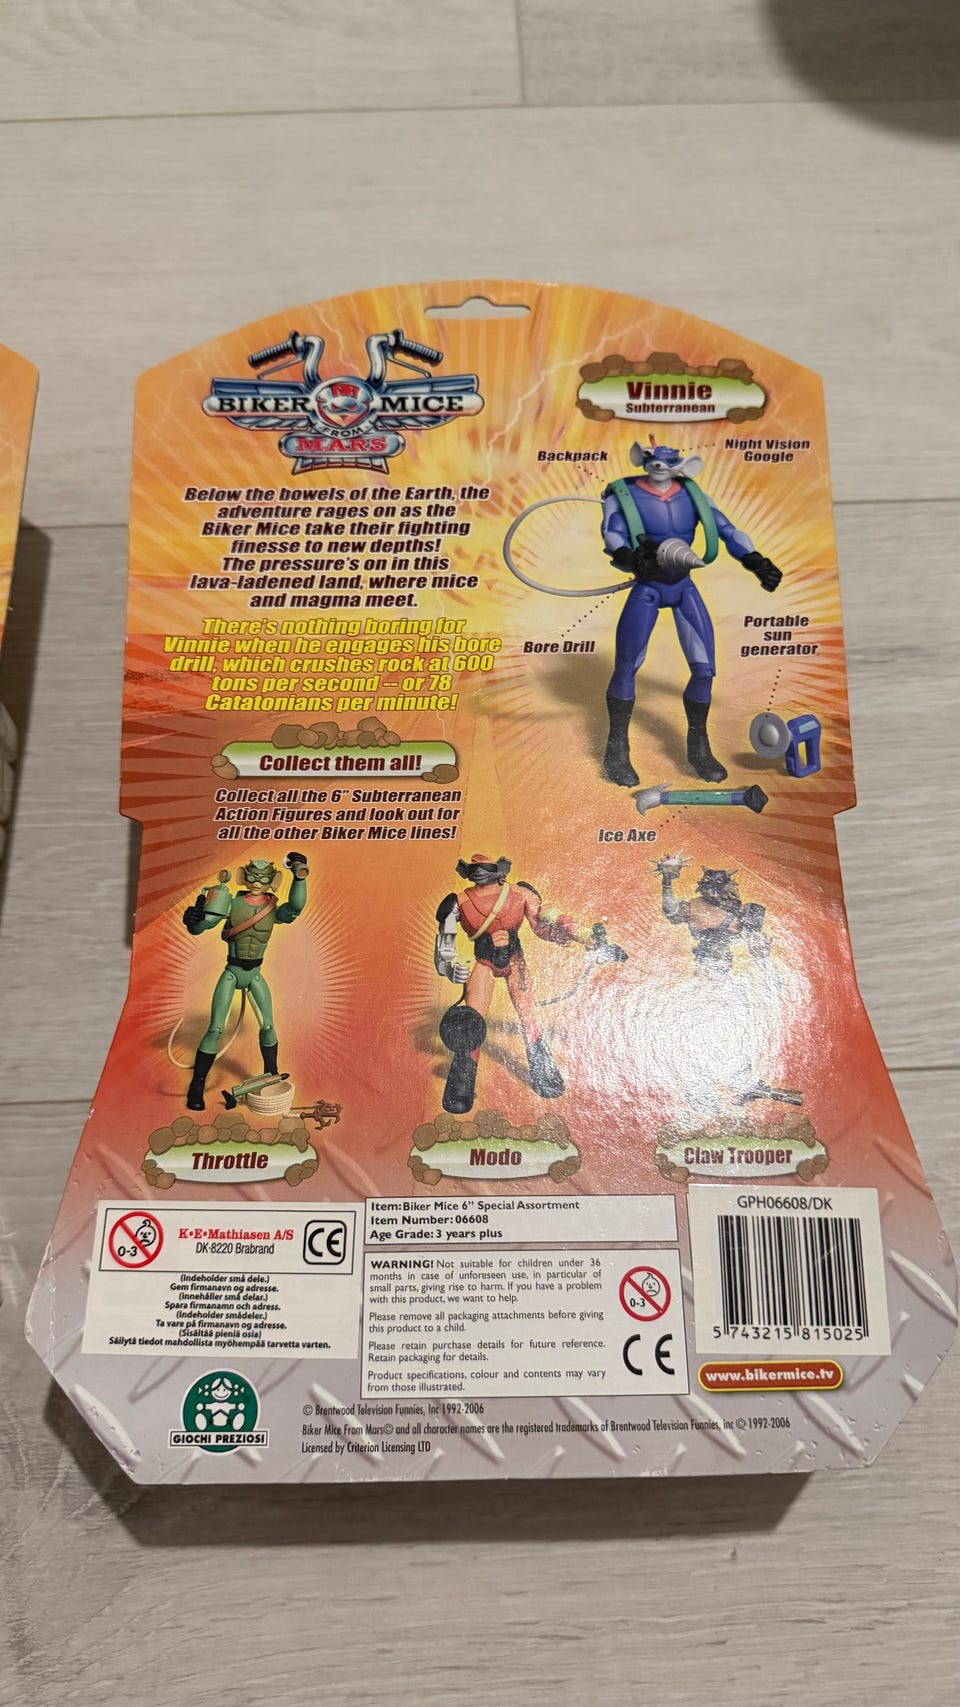 BIKER MICE
FROM
MARS
Vinnie
Subterranean
Backpack
Night Vision
Google
Below the bowels of the Earth, the
adventure rages on as the
Biker Mice take their fighting
finesse to new depths!
The pressure's on in this
lava-ladened land, where mice
and magma meet.
There's nothing boring for
Vinnie when he engages his bore
drill, which crushes rock at 600
tons per second -- or 78
Catatonians per minute!
Bore Drill
Portable
sun
generator
Ice Axe
Collect them all!
Collect all the 6" Subterranean
Action Figures and look out for
all the other Biker Mice lines!
Throttle
Modo
Claw Trooper
0-3
K•E•Mathiasen A/S
DK-8220 Brabrand
CE
(Indeholder små dele.)
Gem firmanavn og adresse.
(Innehåller små delar.)
Spara firmanamn och adress.
(Indeholder smådeler.)
Ta vare på firmanavn og adresse.
(Sisältää pieniä osia)
Säilytä tiedot mahdollista myöhempää tarvetta varten.
Item: Biker Mice 6" Special Assortment
Item Number: 06608
Age Grade: 3 years plus
WARNING! Not suitable for children under 36
months in case of unforeseen use, in particular of
small parts, giving rise to harm. If you have a problem
with this product, we want to help.
Please remove all packaging attachments before giving
this product to a child.
Please retain purchase details for future reference.
Retain packaging for details.
Product specifications, colour and contents may vary
from those illustrated.
0-3
CE
GPH06608/DK
5 743215 815025
www.bikermice.tv
GIOCHI PREZIOSI
© Brentwood Television Funnies, Inc 1992-2006
Biker Mice From Mars© and all character names are the registered trademarks of Brentwood Television Funnies, inc © 1992-2006
Licensed by Criterion Licensing LTD